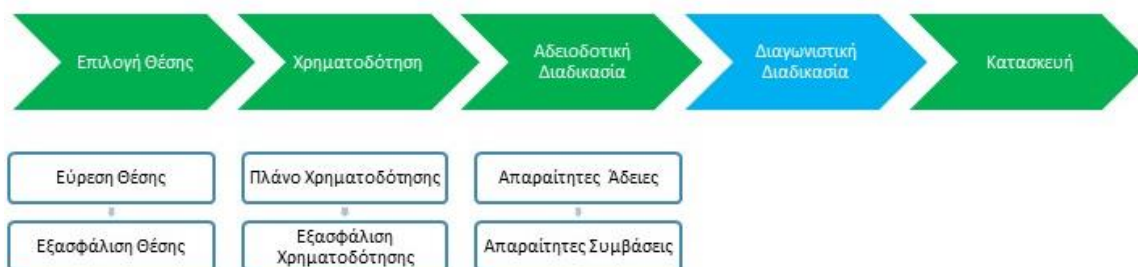 Επιλογή Θέσης
Χρηματοδότηση
Αδειοδοτική
Διαδικασία
Διαγωνιστική
Διαδικασία
Κατασκευή
Εύρεση Θέσης
Πλάνο Χρηματοδότησης
Απαραίτητες Άδειες
Εξασφάλιση Θέσης
Εξασφάλιση
Χρηματοδότησης
Απαραίτητες Συμβάσεις